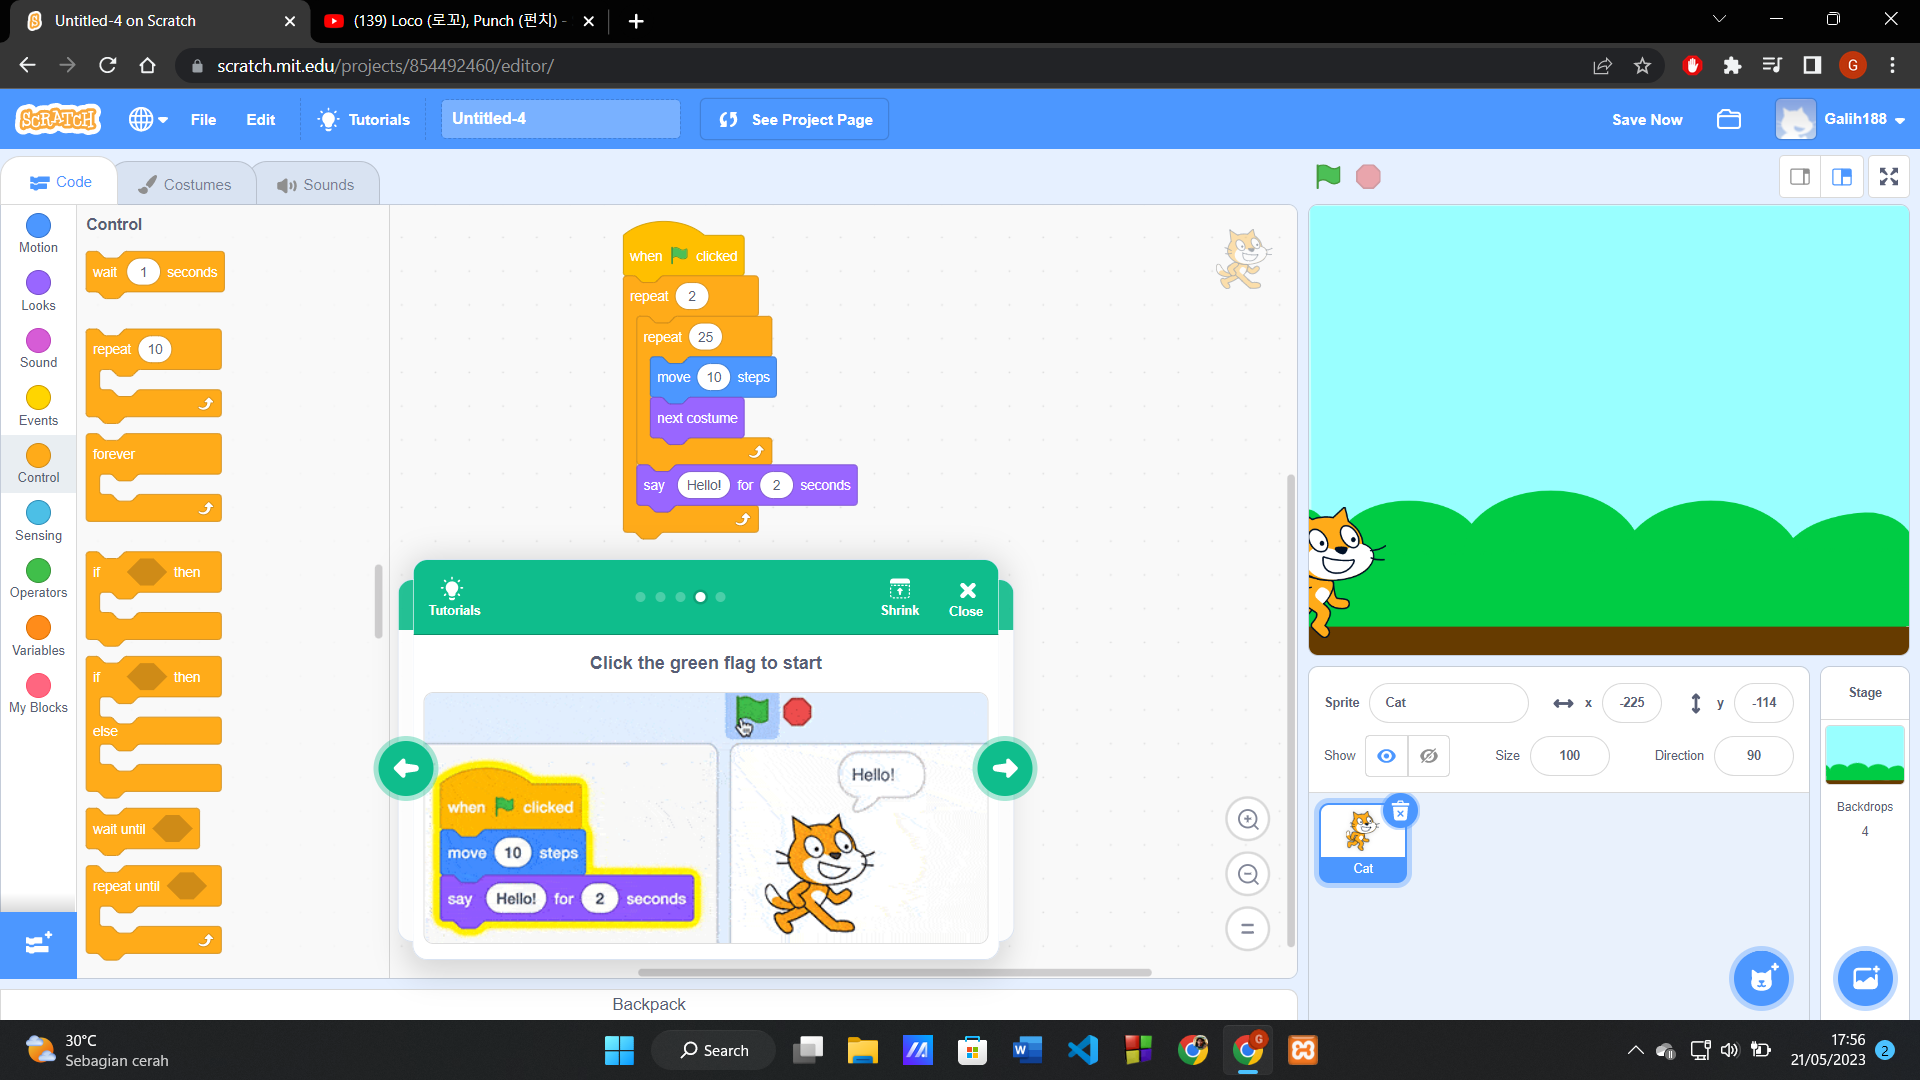 Untitled-4 on Scratch
(139) Loco (로꼬), Punch (펀치) -
scratch.mit.edu/projects/854492460/editor/
G
SCRATCH
File
Edit
Tutorials
Untitled-4
See Project Page
Save Now
Galih188
Code
Costumes
Sounds
Motion
Looks
Sound
Events
Control
Sensing
Operators
Variables
My Blocks
Control
wait 1 seconds
repeat 10
forever
if then
if then
else
wait until
repeat until
when clicked
repeat 2
repeat 25
move 10 steps
next costume
say Hello! for 2 seconds
Tutorials
Shrink
Close
Click the green flag to start
when clicked
move 10 steps
say Hello! for 2 seconds
Hello!
Backpack
Sprite Cat x -225 y -114
Show Size 100 Direction 90
Cat
Stage
Backdrops
4
30°C
Sebagian cerah
Search
G
17:56
21/05/2023
2